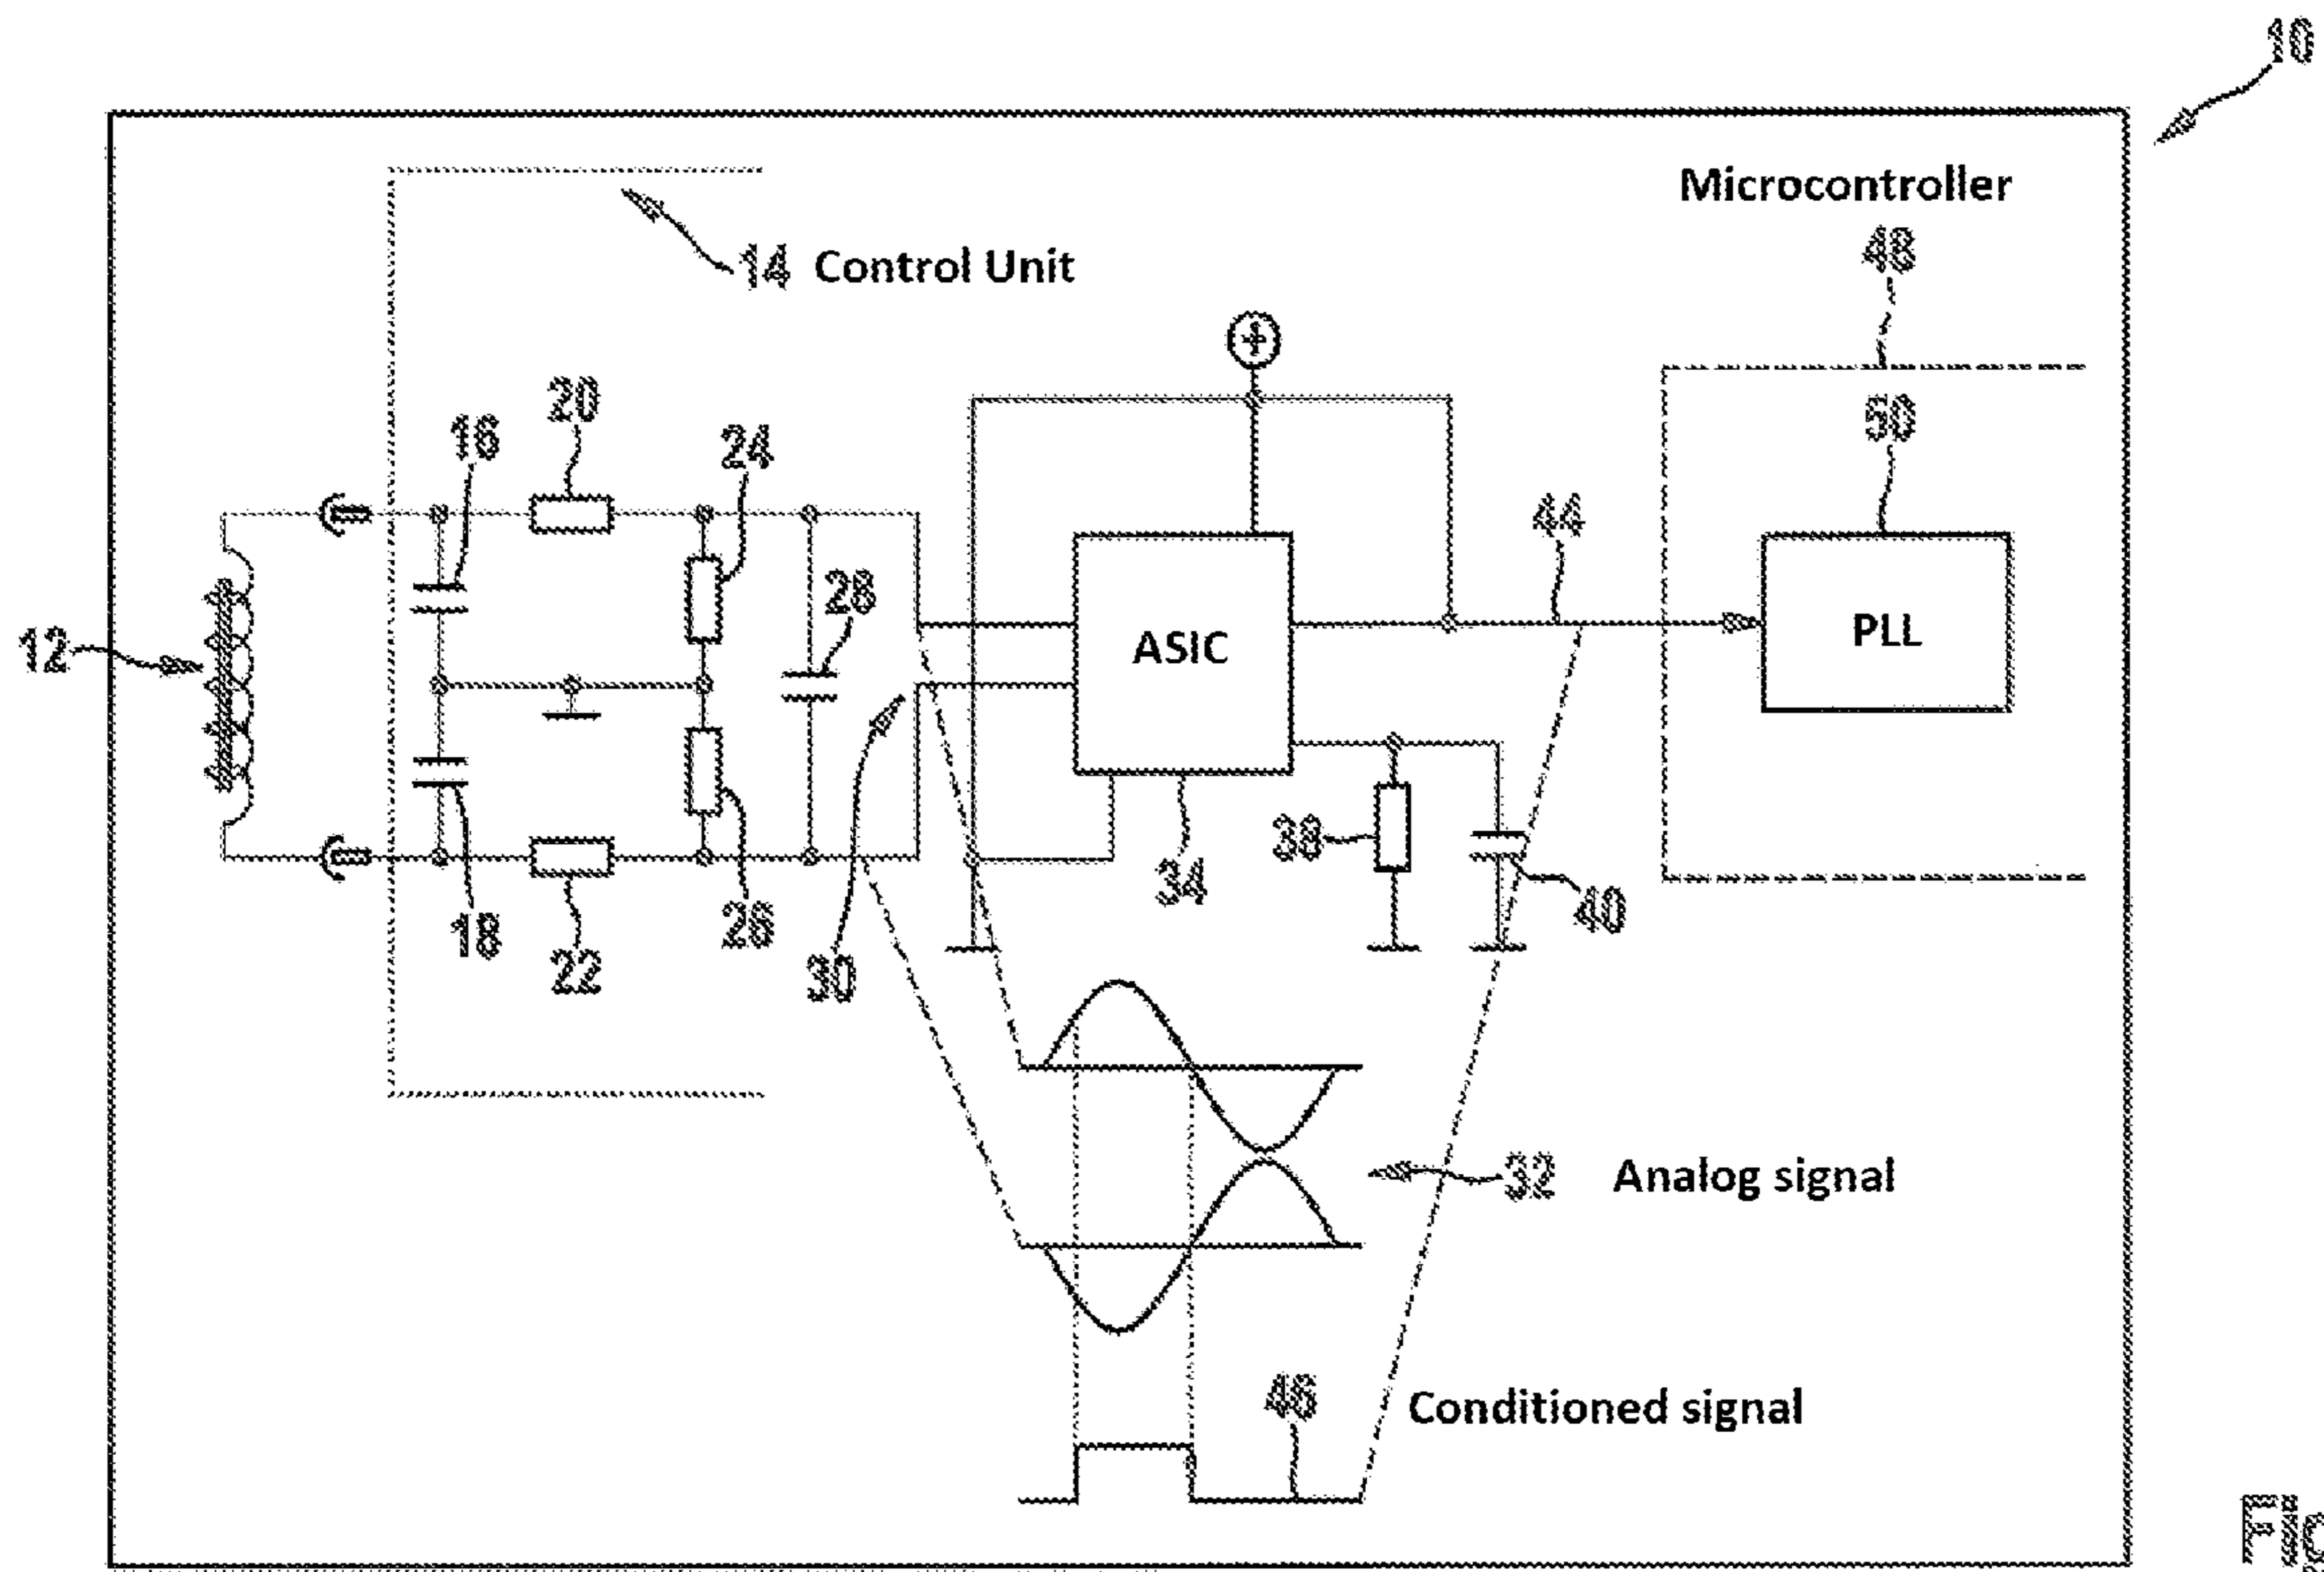 10
Microcontroller
48
14 Control Unit
50
20
16
24
44
28
12
ASIC
PLL
38
34
40
18
26
22
30
32 Analog signal
46 Conditioned signal
Fig